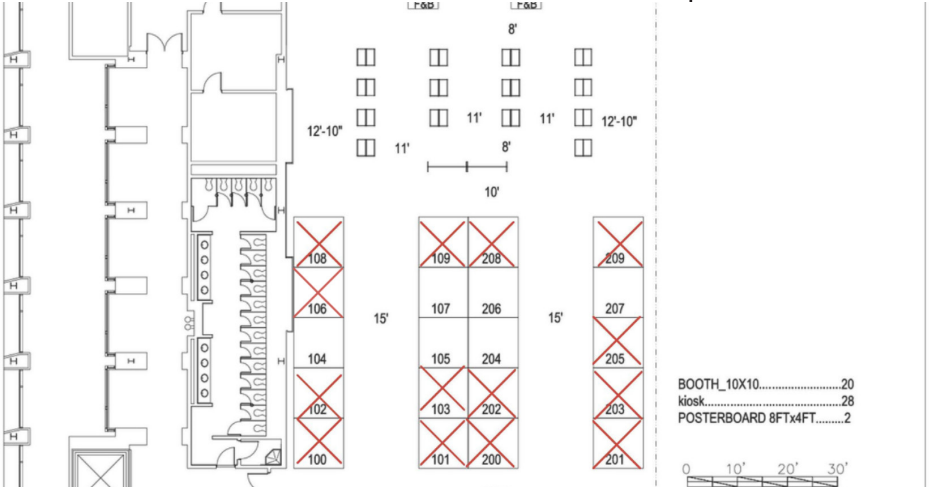 F&B F&B
8'
H H H
11' 11'
12'-10" 12'-10"
H H
11' 8'
10'
H H H
108 109 208 209
H
106 107 206 207
15' 15'
H H H
104 105 204 205
BOOTH_10X10.......................20
kiosk.........................................28
POSTERBOARD 8FTx4FT.........2
102 103 202 203
H H
100 101 200 201
0 10' 20' 30'